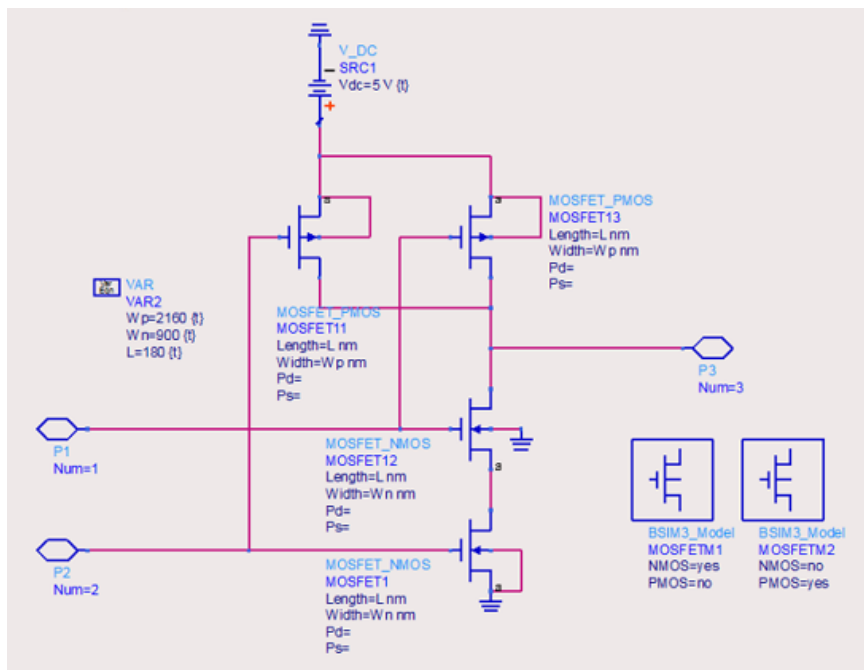 V_DC
SRC1
Vdc=5 V {t}
MOSFET_PMOS
MOSFET13
Length=L nm
Width=Wp nm
Pd=
Ps=
VAR
VAR2
Wp=2160 {t}
Wn=900 {t}
L=180 {t}
MOSFET_PMOS
MOSFET11
Length=L nm
Width=Wp nm
Pd=
Ps=
P3
Num=3
P1
Num=1
MOSFET_NMOS
MOSFET12
Length=L nm
Width=Wn nm
Pd=
Ps=
P2
Num=2
MOSFET_NMOS
MOSFET1
Length=L nm
Width=Wn nm
Pd=
Ps=
BSIM3_Model
MOSFETM1
NMOS=yes
PMOS=no
BSIM3_Model
MOSFETM2
NMOS=no
PMOS=yes